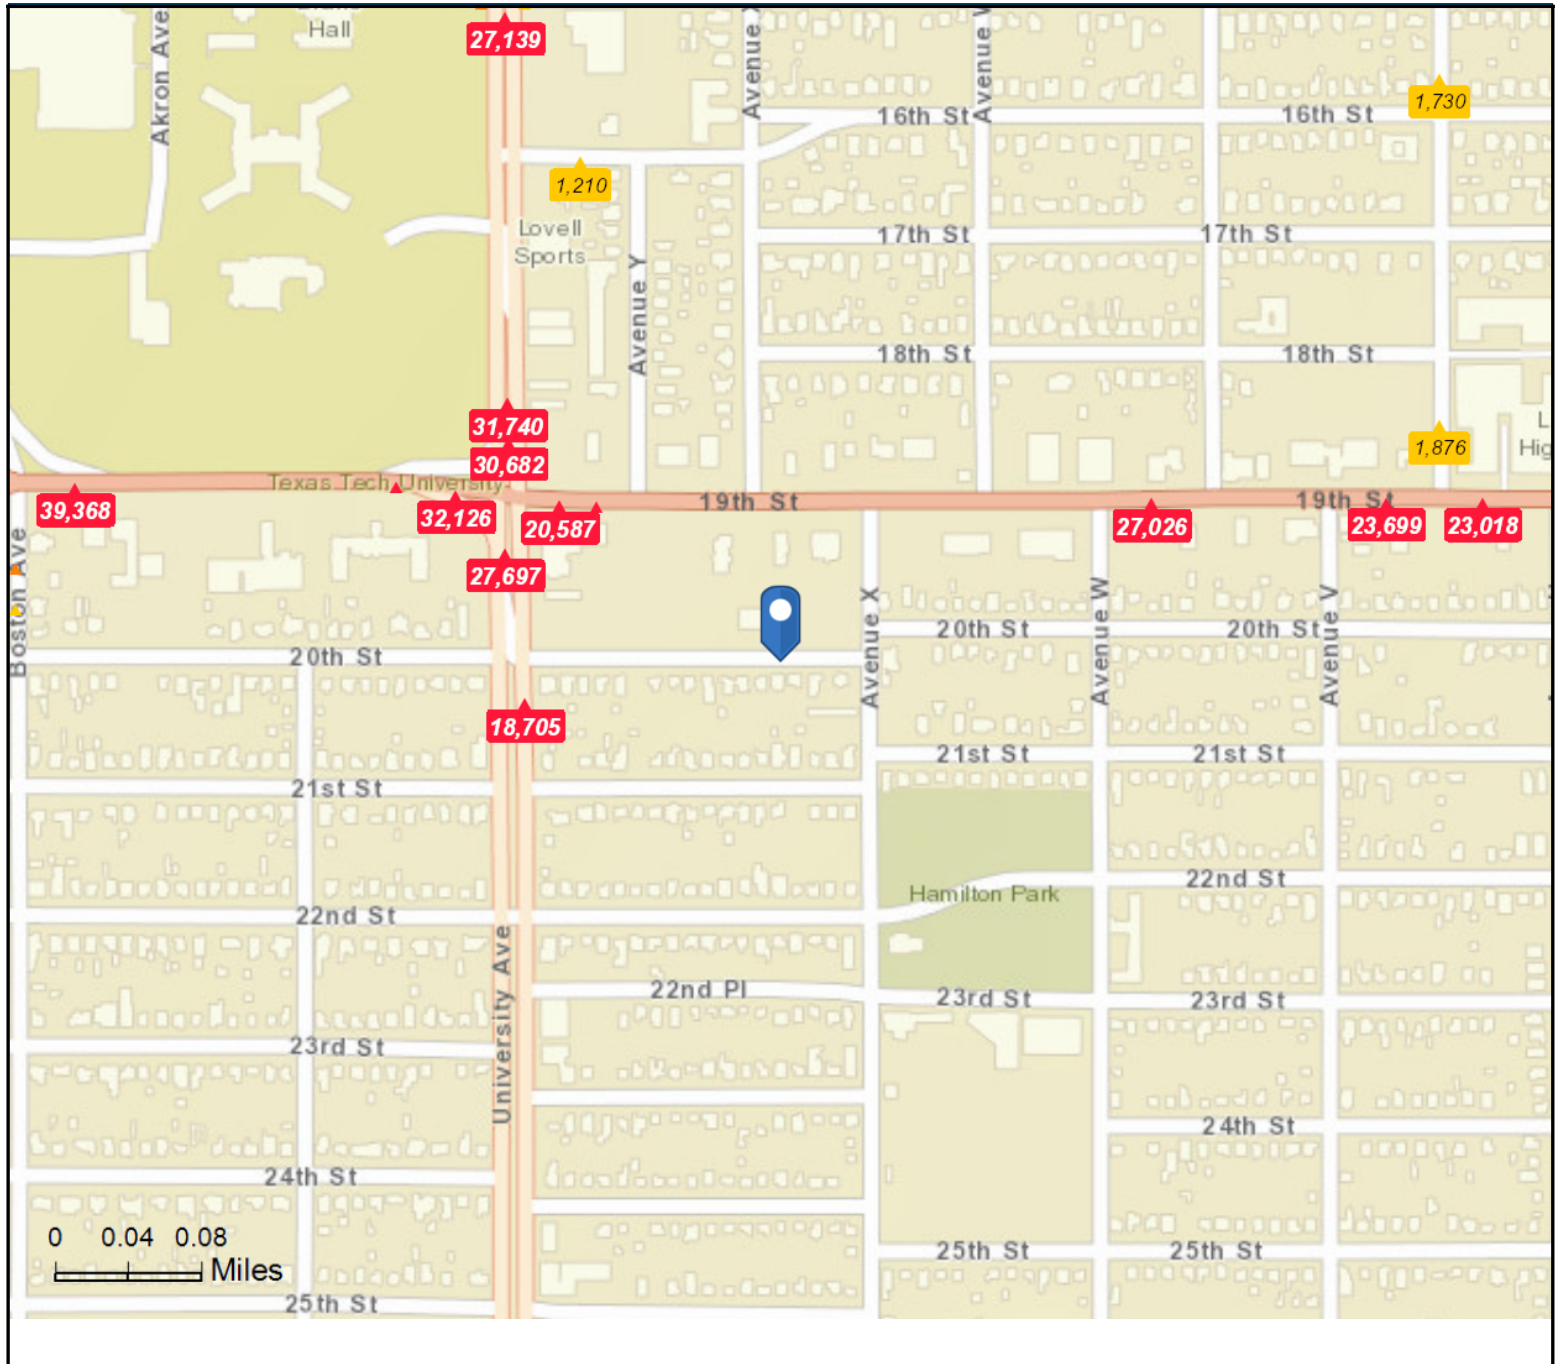 Hall
27,139
Akron Ave
Avenue X
16th St
16th St
1,730
1,210
Lovell
Sports
17th St
17th St
Avenue Y
18th St
18th St
31,740
30,682
1,876
Texas Tech University
39,368
32,126
20,587
19th St
27,026
19th St
23,699
23,018
27,697
Boston Ave
20th St
Avenue X
20th St
Avenue W
20th St
Avenue V
18,705
21st St
21st St
21st St
Hamilton Park
22nd St
22nd St
University Ave
22nd Pl
23rd St
23rd St
23rd St
24th St
24th St
0 0.04 0.08
Miles
25th St
25th St
25th St